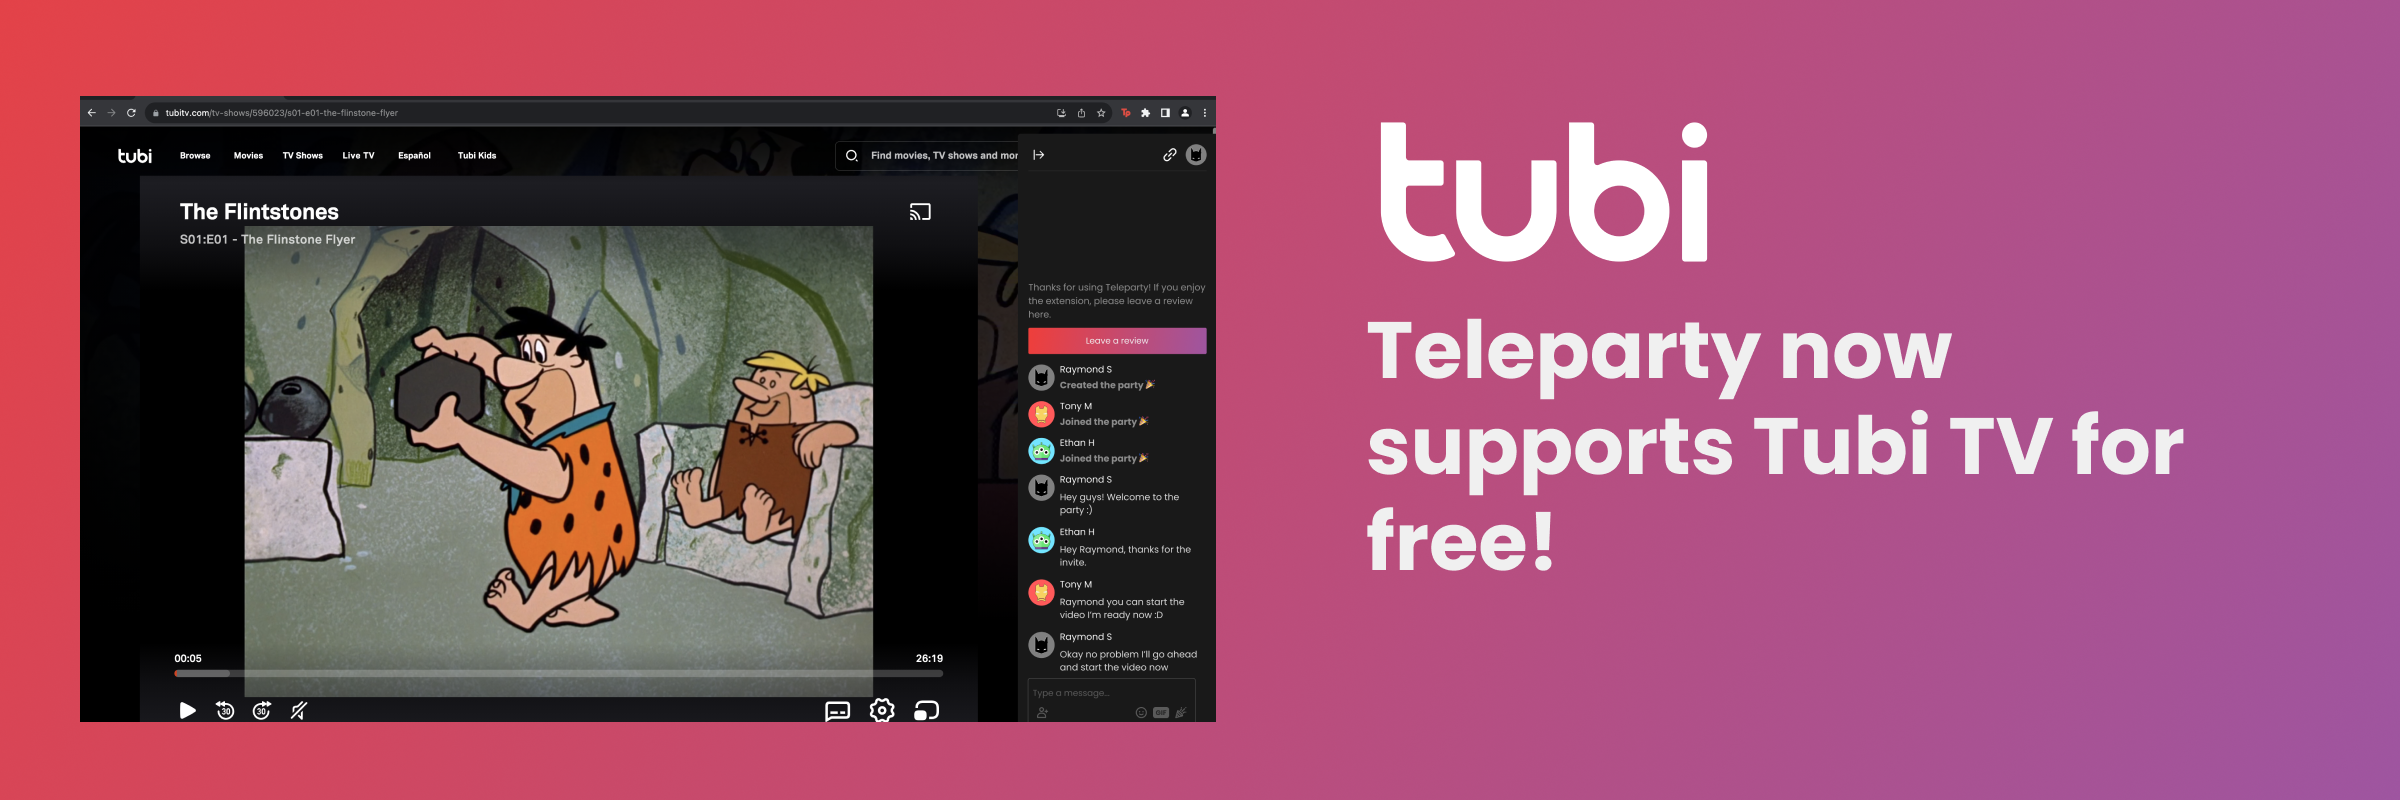 tubitv.com/tv-shows/596023/s01-e01-the-flinstone-flyer
Tp
tubi
Browse Movies TV Shows Live TV Español Tubi Kids
Find movies, TV shows and mor
The Flintstones
S01:E01 - The Flinstone Flyer
00:05
26:19
30
30
Thanks for using Teleparty! If you enjoy
the extension, please leave a review
here.
Leave a review
Raymond S
Created the party
Tony M
Joined the party
Ethan H
Joined the party
Raymond S
Hey guys! Welcome to the
party :)
Ethan H
Hey Raymond, thanks for the
invite.
Tony M
Raymond you can start the
video I'm ready now :D
Raymond S
Okay no problem I'll go ahead
and start the video now
Type a message...
GIF
tubi
Teleparty now
supports Tubi TV for
free!